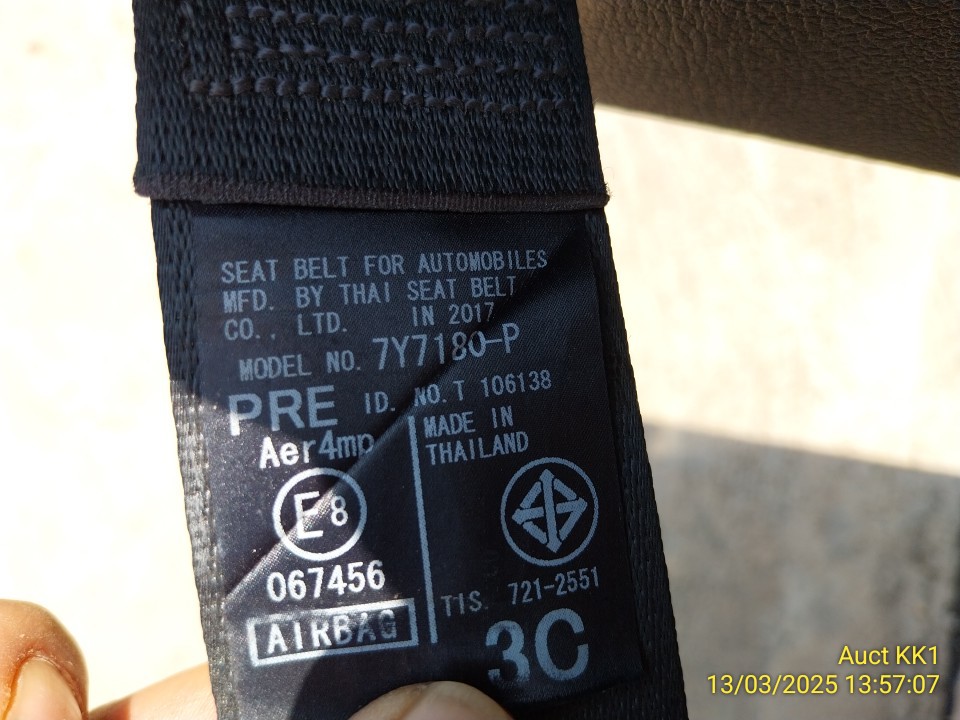 SEAT BELT FOR AUTOMOBILES
MFD. BY THAI SEAT BELT
CO., LTD. IN 2017
MODEL NO. 7Y7180-P
PRE ID. NO. T 106138
Aer4mp
MADE IN
THAILAND
E8
067456
AIRBAG
TIS. 721-2551
3C
Auct KK1
13/03/2025 13:57:07